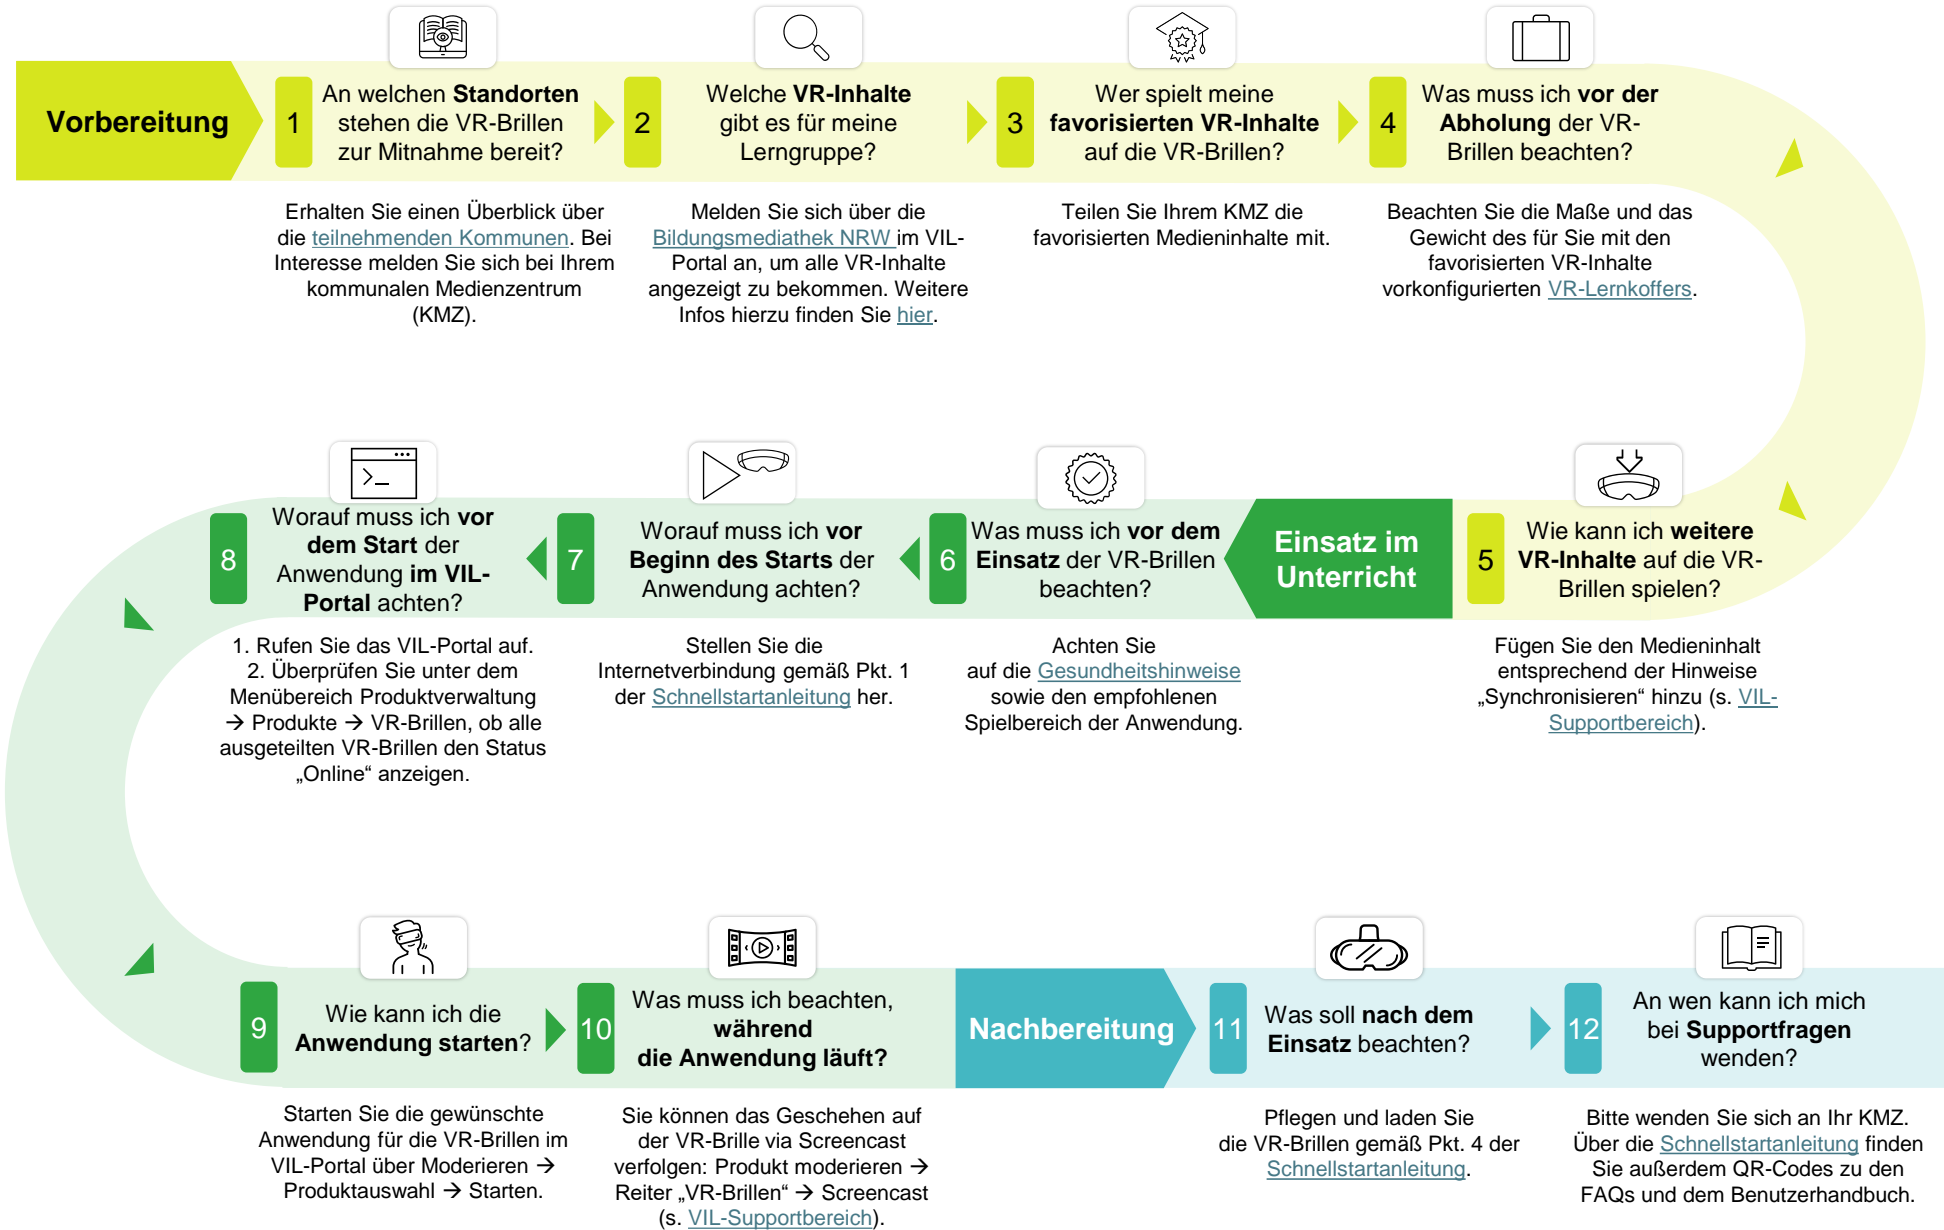 Vorbereitung
1
An welchen Standorten
stehen die VR-Brillen
zur Mitnahme bereit?
Erhalten Sie einen Überblick über
die teilnehmenden Kommunen. Bei
Interesse melden Sie sich bei Ihrem
kommunalen Medienzentrum
(KMZ).
2
Welche VR-Inhalte
gibt es für meine
Lerngruppe?
Melden Sie sich über die
Bildungsmediathek NRW im VIL-
Portal an, um alle VR-Inhalte
angezeigt zu bekommen. Weitere
Infos hierzu finden Sie hier.
3
Wer spielt meine
favorisierten VR-Inhalte
auf die VR-Brillen?
Teilen Sie Ihrem KMZ die
favorisierten Medieninhalte mit.
4
Was muss ich vor der
Abholung der VR-
Brillen beachten?
Beachten Sie die Maße und das
Gewicht des für Sie mit den
favorisierten VR-Inhalte
vorkonfigurierten VR-Lernkoffers.
5
Wie kann ich weitere
VR-Inhalte auf die VR-
Brillen spielen?
Fügen Sie den Medieninhalt
entsprechend der Hinweise
„Synchronisieren“ hinzu (s. VIL-
Supportbereich).
Einsatz im
Unterricht
6
Was muss ich vor dem
Einsatz der VR-Brillen
beachten?
Achten Sie
auf die Gesundheitshinweise
sowie den empfohlenen
Spielbereich der Anwendung.
7
Worauf muss ich vor
Beginn des Starts der
Anwendung achten?
Stellen Sie die
Internetverbindung gemäß Pkt. 1
der Schnellstartanleitung her.
8
Worauf muss ich vor
dem Start der
Anwendung im VIL-
Portal achten?
1. Rufen Sie das VIL-Portal auf.
2. Überprüfen Sie unter dem
Menübereich Produktverwaltung
→ Produkte → VR-Brillen, ob alle
ausgeteilten VR-Brillen den Status
„Online“ anzeigen.
9
Wie kann ich die
Anwendung starten?
Starten Sie die gewünschte
Anwendung für die VR-Brillen im
VIL-Portal über Moderieren →
Produktauswahl → Starten.
10
Was muss ich beachten,
während
die Anwendung läuft?
Sie können das Geschehen auf
der VR-Brille via Screencast
verfolgen: Produkt moderieren →
Reiter „VR-Brillen“ → Screencast
(s. VIL-Supportbereich).
Nachbereitung
11
Was soll nach dem
Einsatz beachten?
Pflegen und laden Sie
die VR-Brillen gemäß Pkt. 4 der
Schnellstartanleitung.
12
An wen kann ich mich
bei Supportfragen
wenden?
Bitte wenden Sie sich an Ihr KMZ.
Über die Schnellstartanleitung finden
Sie außerdem QR-Codes zu den
FAQs und dem Benutzerhandbuch.